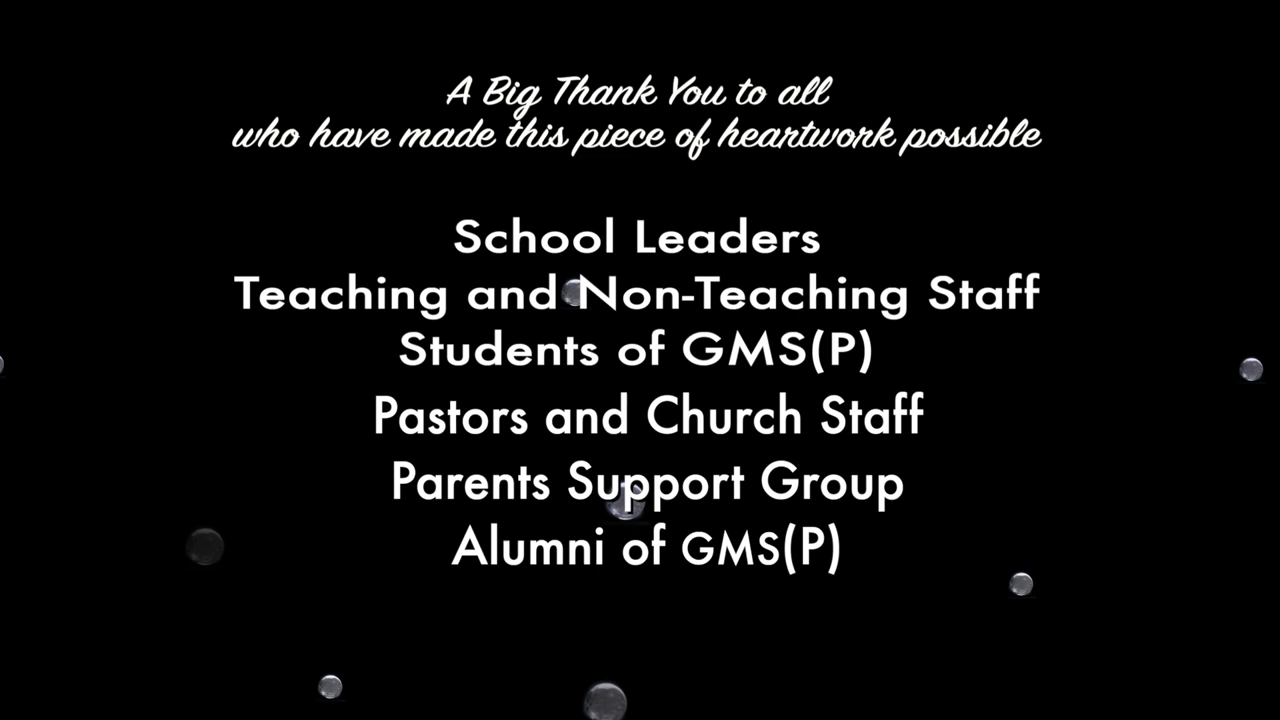 A Big Thank You to all
who have made this piece of heartwork possible
School Leaders
Teaching and Non-Teaching Staff
Students of GMS(P)
Pastors and Church Staff
Parents Support Group
Alumni of GMS(P)